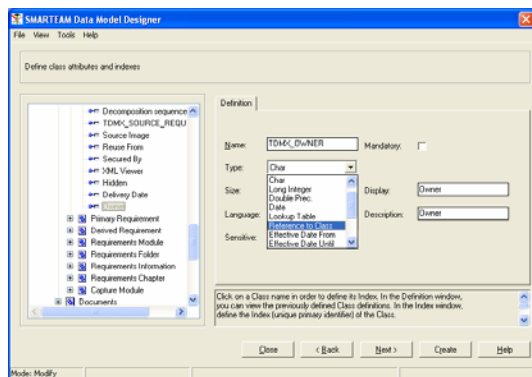 SMARTEAM Data Model Designer
File View Tools Help
Define class attributes and indexes
Decomposition sequence
TDMX_SOURCE_REQU
Source Image
Reuse From
Secured By
XML Viewer
Hidden
Delivery Date
Owner
Primary Requirement
Derived Requirement
Requirements Module
Requirements Folder
Requirements Information
Requirements Chapter
Capture Module
Documents
Definition
Name: TDMX_OWNER Mandatory:
Type: Char
Char
Long Integer
Double Prec.
Date
Lookup Table
Reference to Class
Effective Date From
Effective Date Until
Size:
Language:
Sensitive:
Display: Owner
Description: Owner
Click on a Class name in order to define its Index. In the Definition window,
you can view the previously defined Class definitions. In the Index window,
define the Index (unique primary identifier) of the Class.
Close < Back Next > Create Help
Mode: Modify